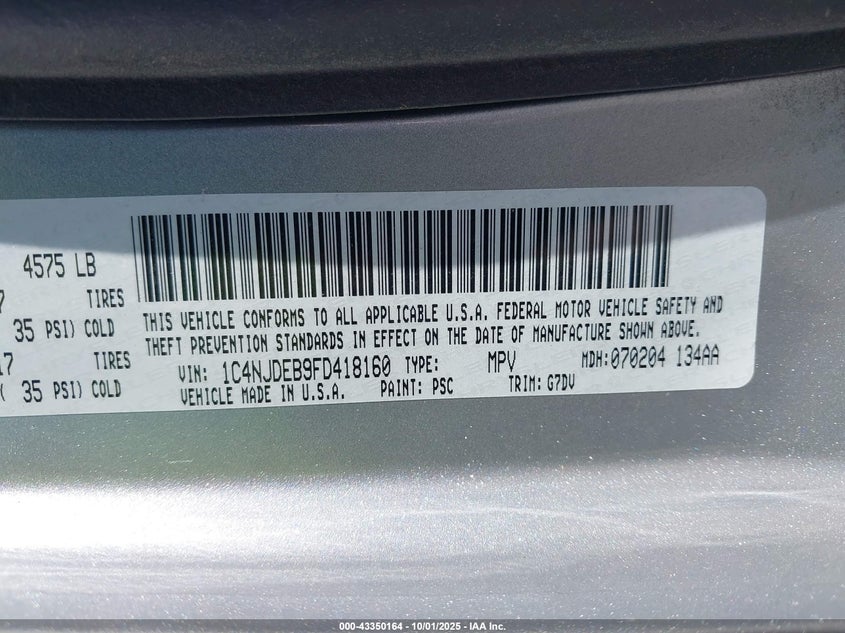 4575 LB
7 TIRES
35 PSI) COLD
17 TIRES
( 35 PSI) COLD
THIS VEHICLE CONFORMS TO ALL APPLICABLE U.S.A. FEDERAL MOTOR VEHICLE SAFETY AND
THEFT PREVENTION STANDARDS IN EFFECT ON THE DATE OF MANUFACTURE SHOWN ABOVE.
VIN: 1C4NJDEB9FD418160 TYPE: MPV MDH:070204 134AA
VEHICLE MADE IN U.S.A. PAINT: PSC TRIM: G7DV
000-43350164 - 10/01/2025 - IAA Inc.